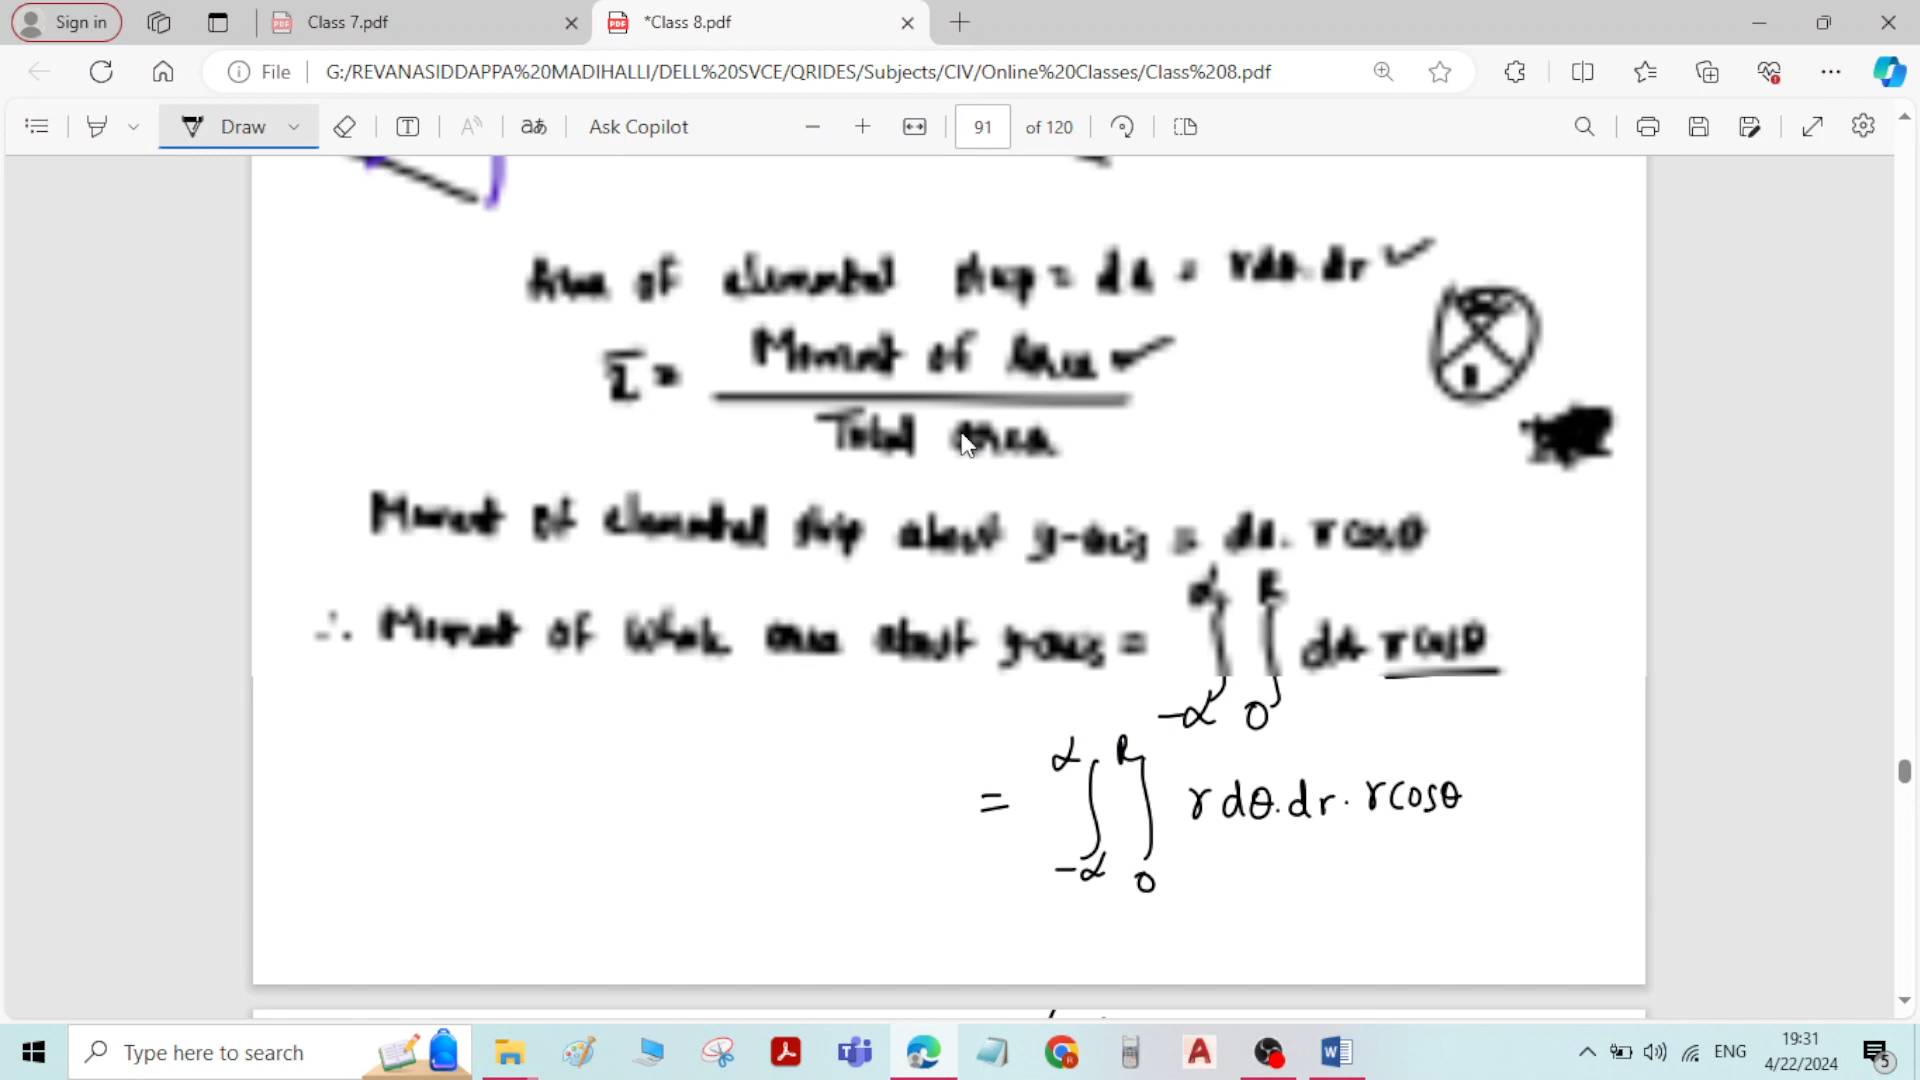 Sign in
Class 7.pdf
*Class 8.pdf
File
G:/REVANASIDDAPPA%20MADIHALLI/DELL%20SVCE/QRIDES/Subjects/CIV/Online%20Classes/Class%208.pdf
Draw
aあ
Ask Copilot
91 of 120
Area of elemental strip = dA = rdθ.dr ✓
x̄ = Moment of Area ✓
Total area
Moment of elemental strip about y-axis = dA. r cosθ
∴ Moment of whole area about y-axis = ∫ ∫ dA r cosθ
α R
-α 0
α R
= ∫ ∫ r dθ.dr. r cosθ
-α 0
Type here to search
ENG
19:31
4/22/2024
5